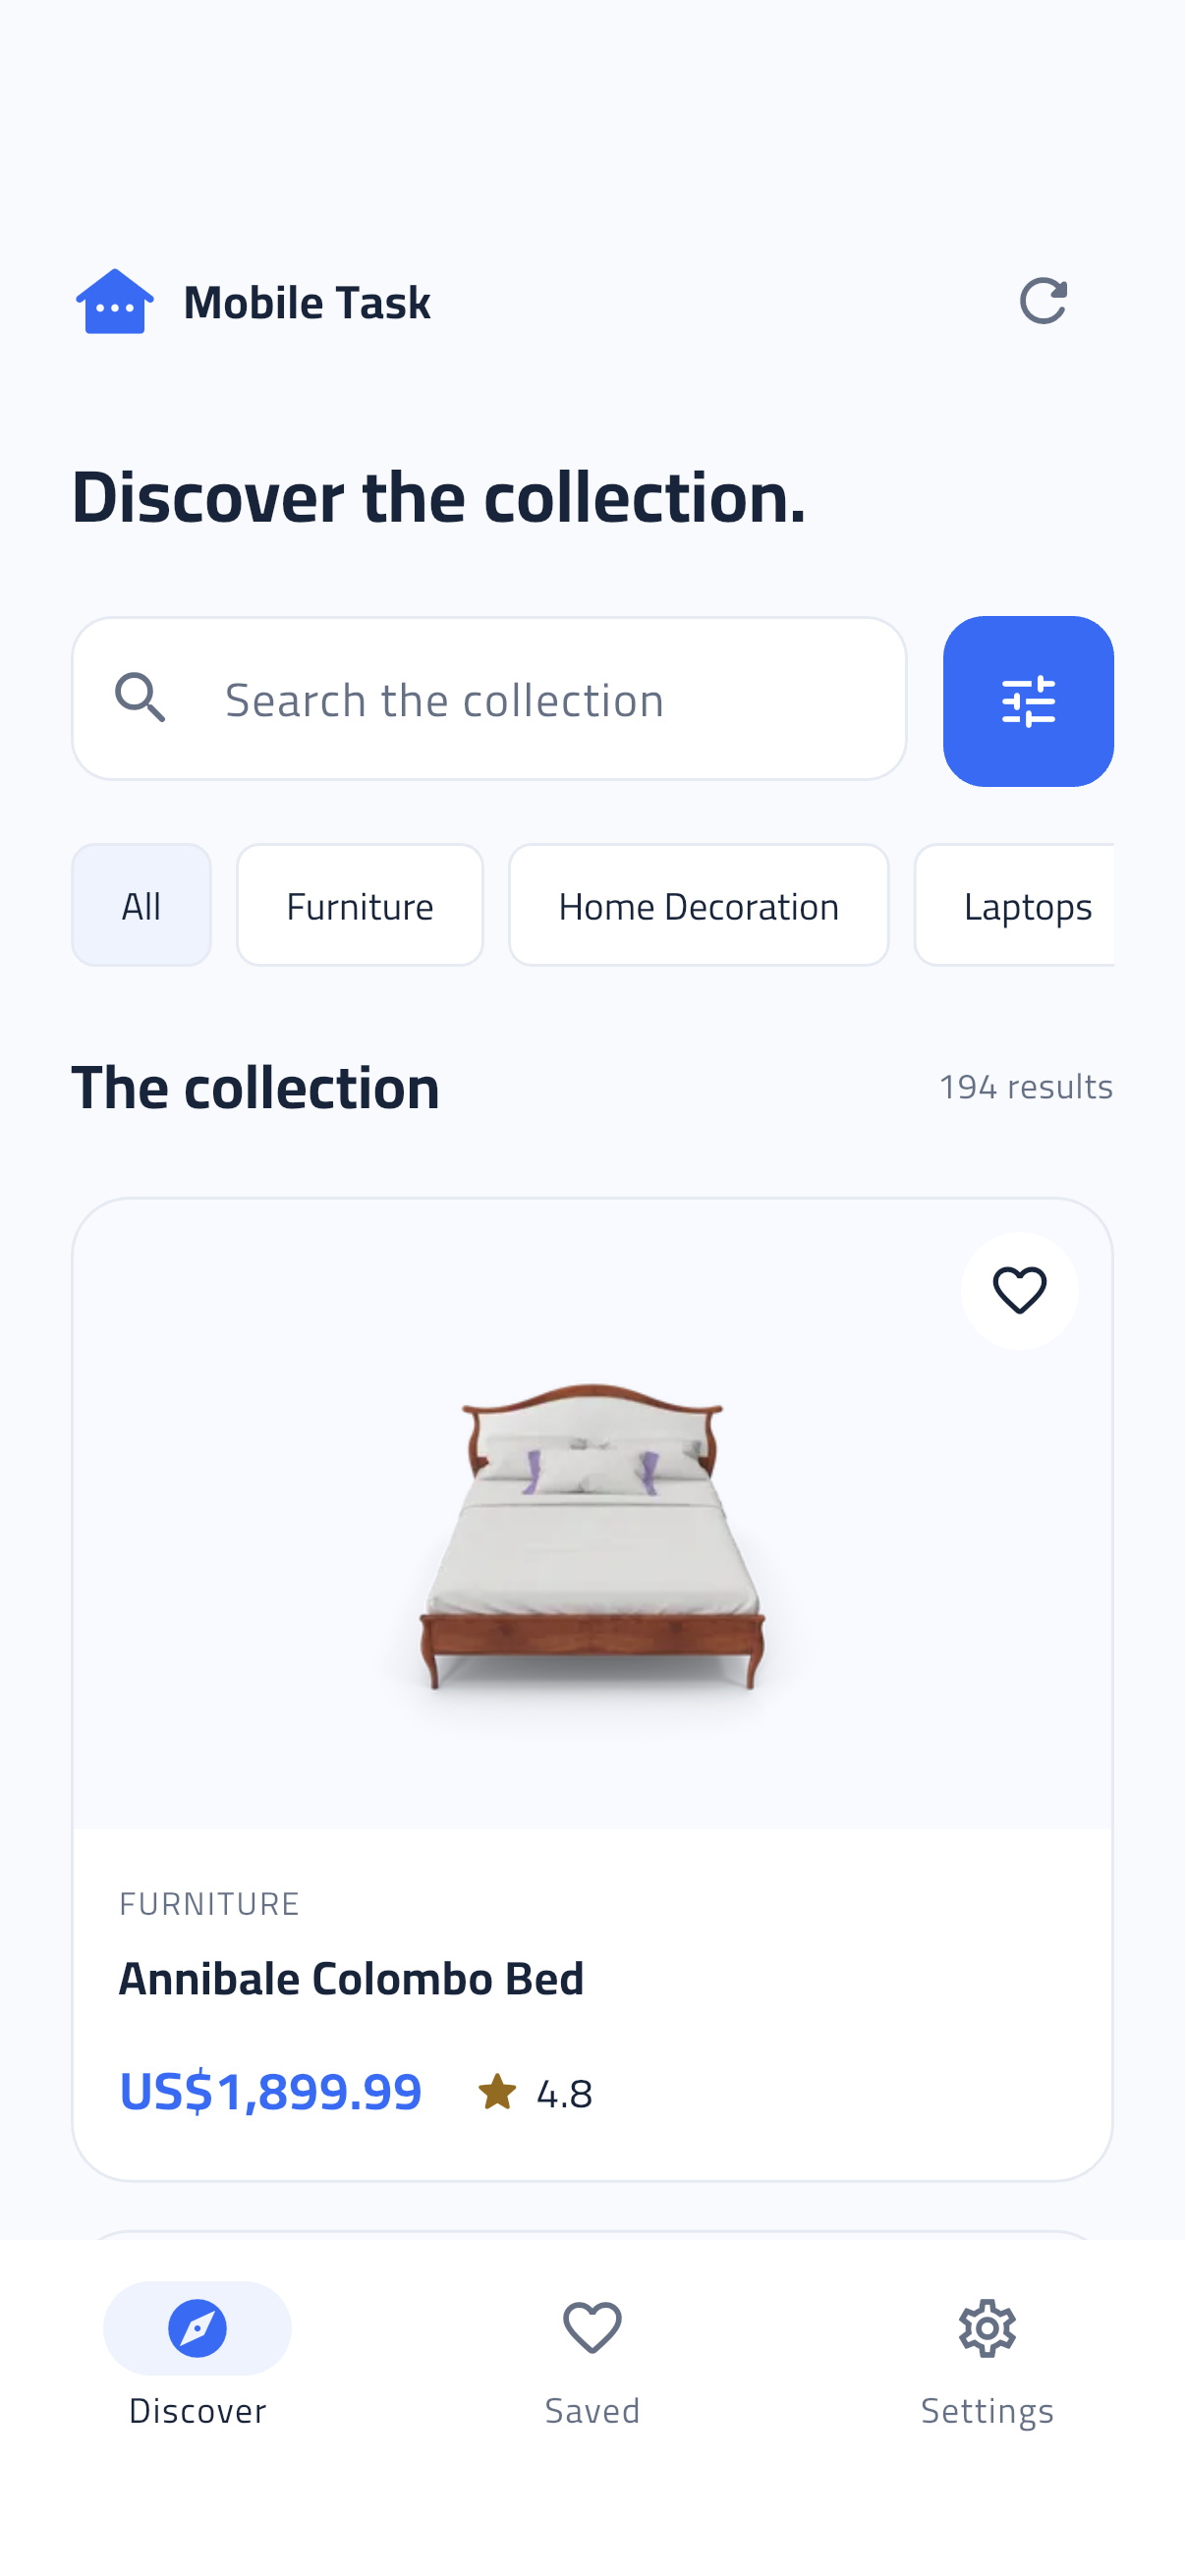 Mobile Task
Discover the collection.
Search the collection
All
Furniture
Home Decoration
Laptops
The collection
194 results
FURNITURE
Annibale Colombo Bed
US$1,899.99
4.8
Discover
Saved
Settings